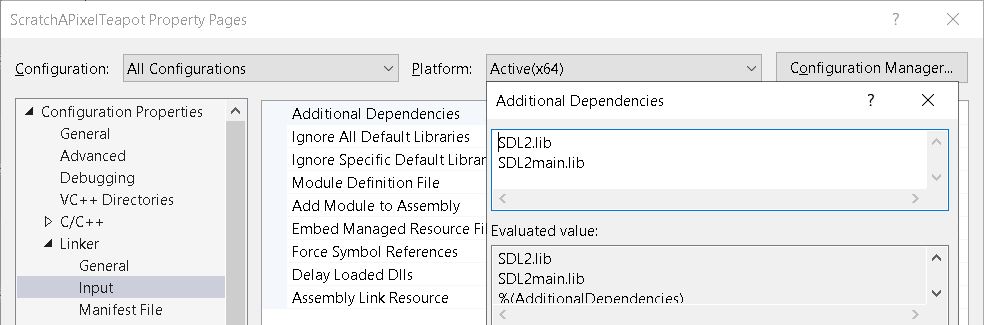 ScratchAPixelTeapot Property Pages ? ×
Configuration: All Configurations Platform: Active(x64) Configuration Manager...
Configuration Properties
General
Advanced
Debugging
VC++ Directories
C/C++
Linker
General
Input
Manifest File
Additional Dependencies
Ignore All Default Libraries
Ignore Specific Default Librar
Module Definition File
Add Module to Assembly
Embed Managed Resource Fil
Force Symbol References
Delay Loaded Dlls
Assembly Link Resource
Additional Dependencies ? ×
SDL2.lib
SDL2main.lib
Evaluated value:
SDL2.lib
SDL2main.lib
%(AdditionalDependencies)